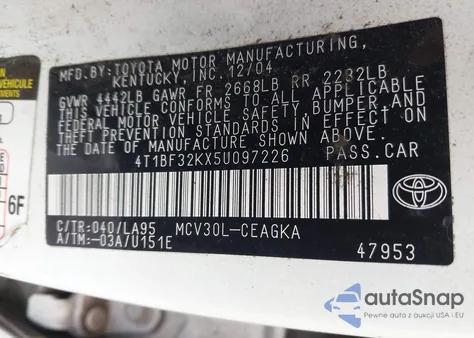 MFD.BY:TOYOTA MOTOR MANUFACTURING,
KENTUCKY, INC. 12/04
GVWR 4442LB GAWR FR 2668LB RR 2232LB
THIS VEHICLE CONFORMS TO ALL APPLICABLE
FEDERAL MOTOR VEHICLE SAFETY, BUMPER, AND
THEFT PREVENTION STANDARDS IN EFFECT ON
THE DATE OF MANUFACTURE SHOWN ABOVE.
4T1BF32KX5U097226 PASS.CAR
TOYOTA
C/TR:040/LA95 MCV30L-CEAGKA
A/TM:-03A/U151E
47953
6F
VEHICLE
autoSnap
Pewne auta z aukcji USA i EU